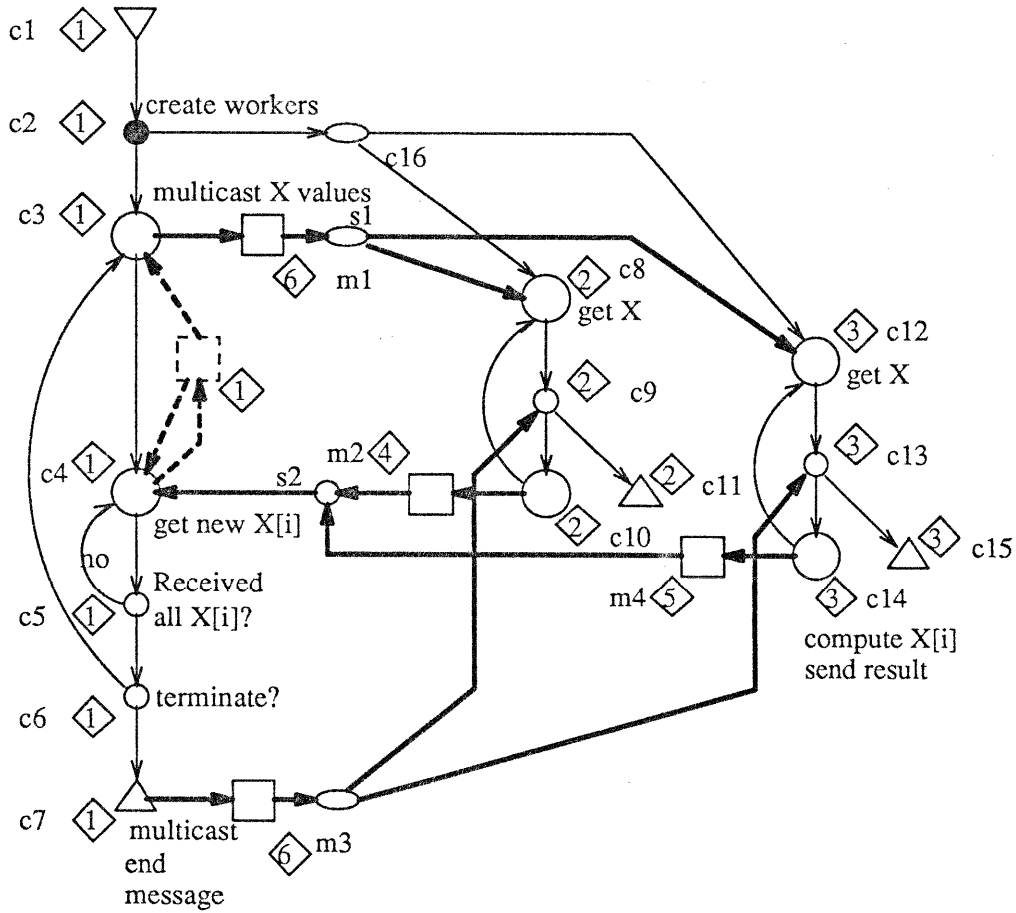 c1 1
c2 1
create workers
c16
c3 1
multicast X values
s1
6 m1
2 c8
get X
3 c12
get X
1
2 c9
3 c13
c4 1
m2 4
s2
2 c11
get new X[i]
2 c10
3 c15
no
m4 5
3 c14
c5 1
Received
all X[i]?
compute X[i]
send result
c6 1
terminate?
c7 1
multicast
end
message
6 m3